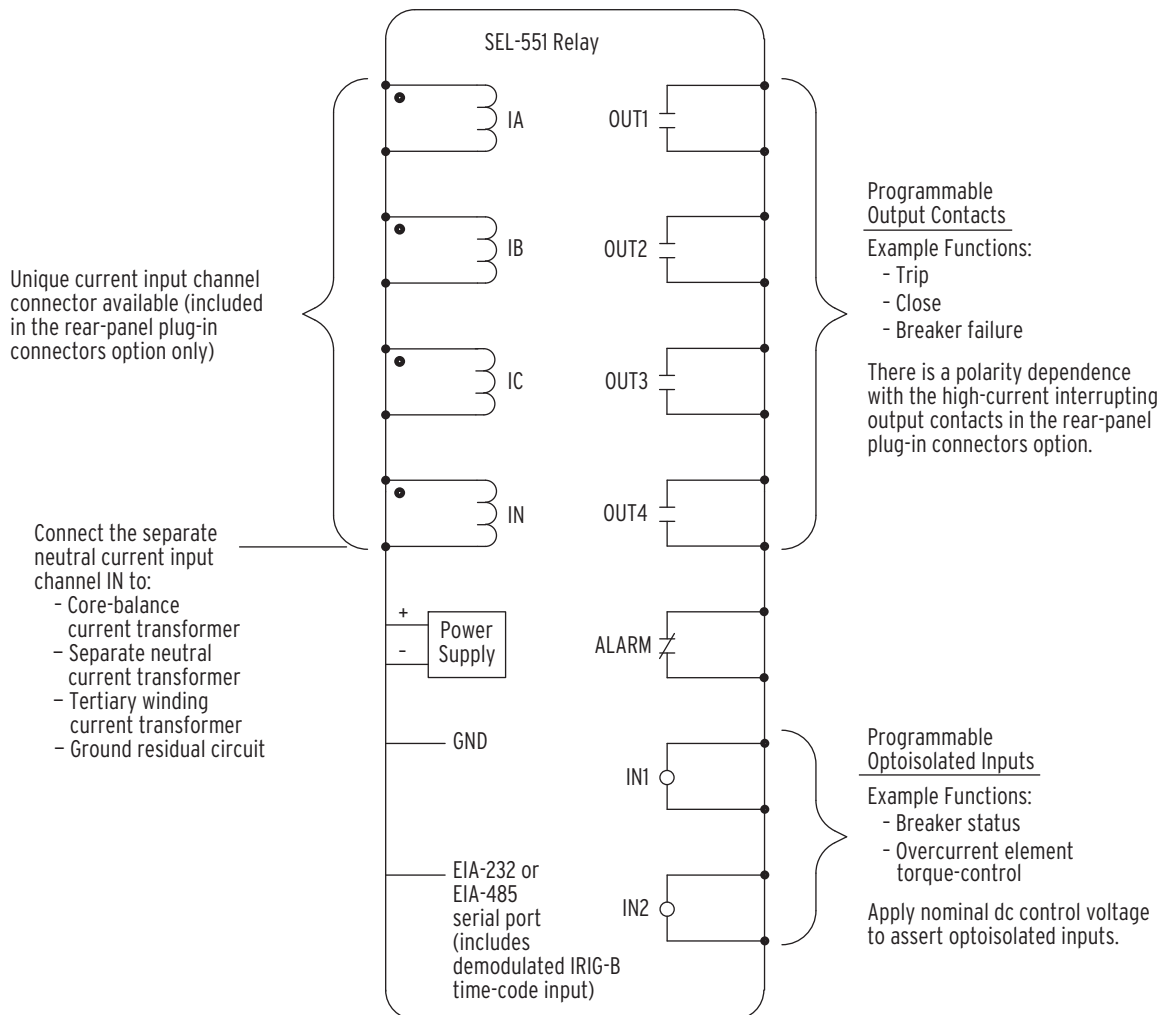 SEL-551 Relay
Unique current input channel
connector available (included
in the rear-panel plug-in
connectors option only)
Connect the separate
neutral current input
channel IN to:
– Core-balance
current transformer
– Separate neutral
current transformer
– Tertiary winding
current transformer
– Ground residual circuit
IA
IB
IC
IN
+
-
Power
Supply
GND
EIA-232 or
EIA-485
serial port
(includes
demodulated IRIG-B
time-code input)
OUT1
OUT2
OUT3
OUT4
ALARM
IN1
IN2
Programmable
Output Contacts
Example Functions:
– Trip
– Close
– Breaker failure
There is a polarity dependence
with the high-current interrupting
output contacts in the rear-panel
plug-in connectors option.
Programmable
Optoisolated Inputs
Example Functions:
– Breaker status
– Overcurrent element
torque-control
Apply nominal dc control voltage
to assert optoisolated inputs.